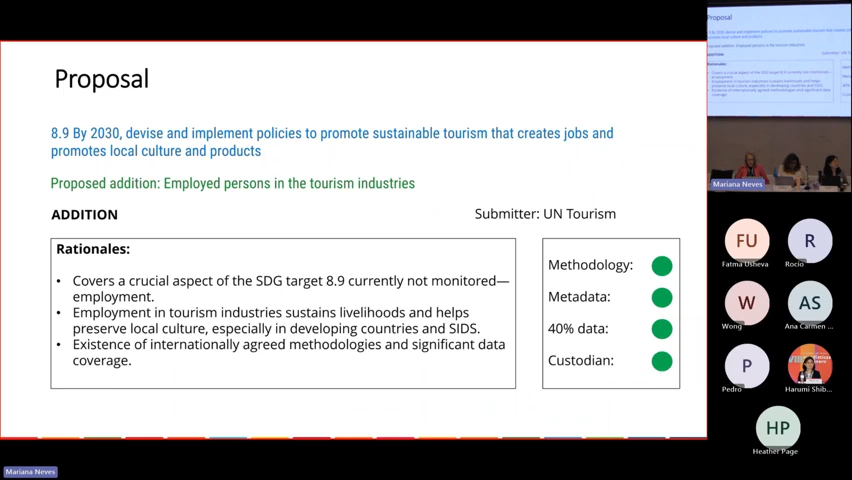 Proposal
8.9 By 2030, devise and implement policies to promote sustainable tourism that creates jobs and
promotes local culture and products
Proposed addition: Employed persons in the tourism industries
ADDITION
Submitter: UN Tourism
Rationales:
• Covers a crucial aspect of the SDG target 8.9 currently not monitored—
employment.
• Employment in tourism industries sustains livelihoods and helps
preserve local culture, especially in developing countries and SIDS.
• Existence of internationally agreed methodologies and significant data
coverage.
Methodology:
Metadata:
40% data:
Custodian:
Mariana Neves
Proposal
ADDITION
Rationales:
Mariana Neves
FU
Fatma Usheva
R
Rocio
W
Wong
AS
Ana Carmen ...
P
Pedro
Harumi Shib...
HP
Heather Page